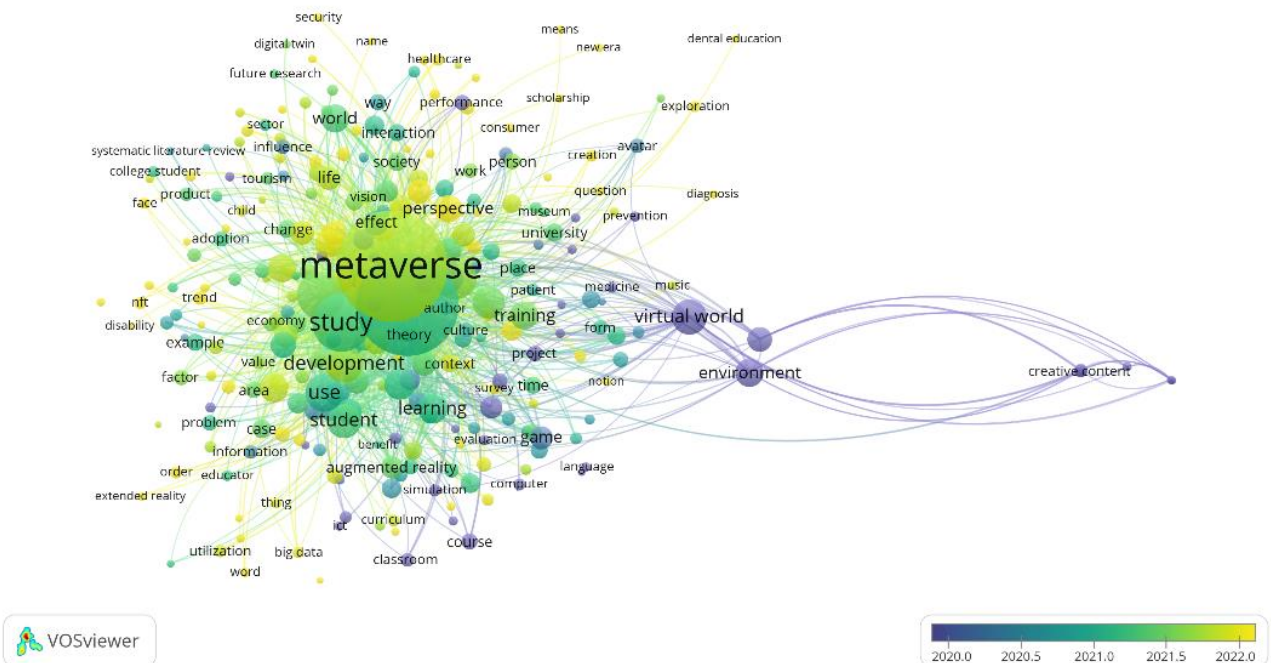 security
means
digital twin
name
new era
dental education
healthcare
future research
way
performance
scholarship
exploration
world
sector
interaction
consumer
systematic literature review
influence
avatar
society
creation
person
college student
tourism
life
work
product
vision
question
diagnosis
face
child
perspective
museum
prevention
effect
change
university
adoption
metaverse
place
patient
medicine
music
nft
trend
author
training
virtual world
disability
economy
study
theory
culture
form
example
value
development
context
project
environment
creative content
factor
area
use
survey
time
notion
learning
student
problem
case
benefit
evaluation
game
information
augmented reality
language
order
educator
simulation
computer
extended reality
thing
ict
curriculum
course
utilization
big data
classroom
word
VOSviewer
2020.0 2020.5 2021.0 2021.5 2022.0